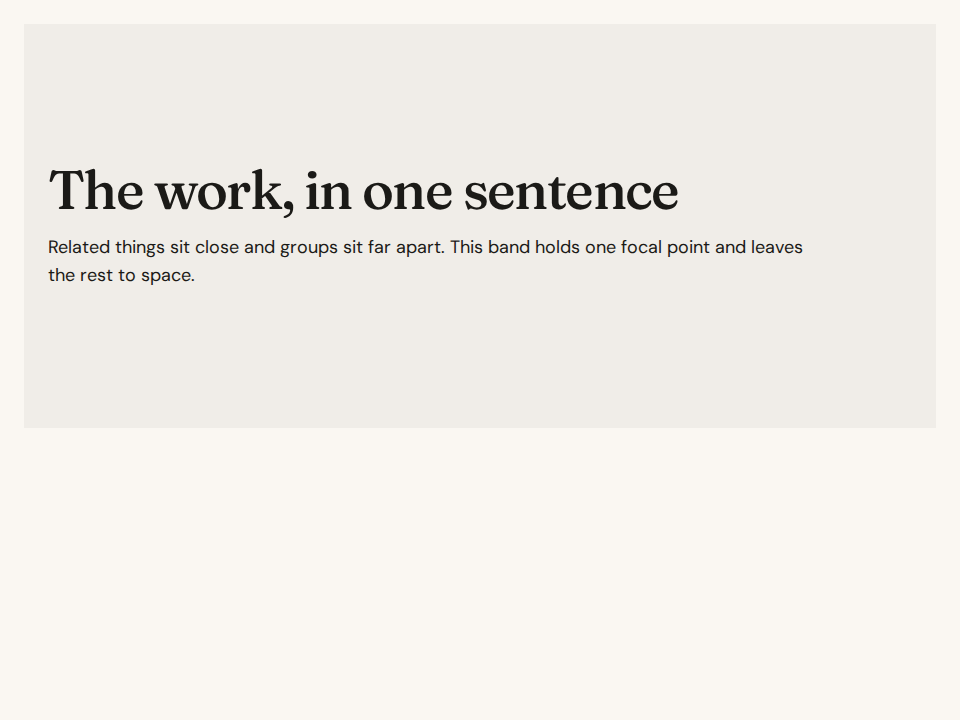 The work, in one sentence
Related things sit close and groups sit far apart. This band holds one focal point and leaves
the rest to space.